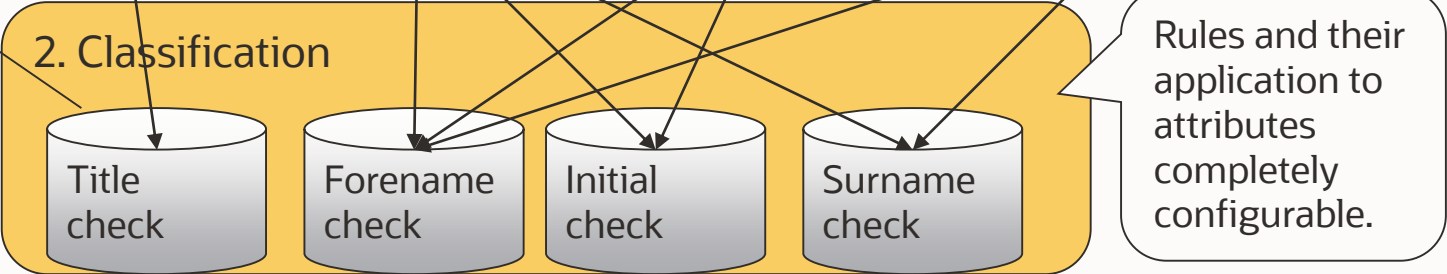 2. Classification
Title
check
Forename
check
Initial
check
Surname
check
Rules and their
application to
attributes
completely
configurable.